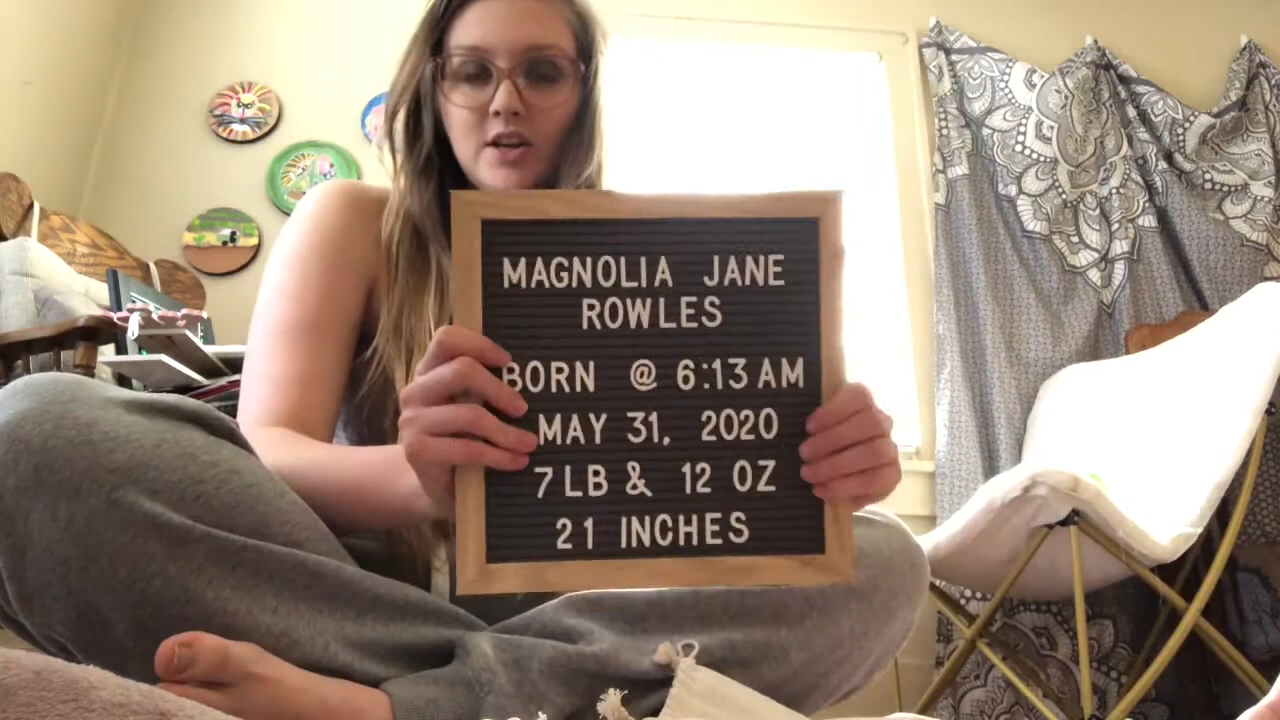 MAGNOLIA JANE
ROWLES
BORN @ 6:13 AM
MAY 31, 2020
7 LB & 12 OZ
21 INCHES